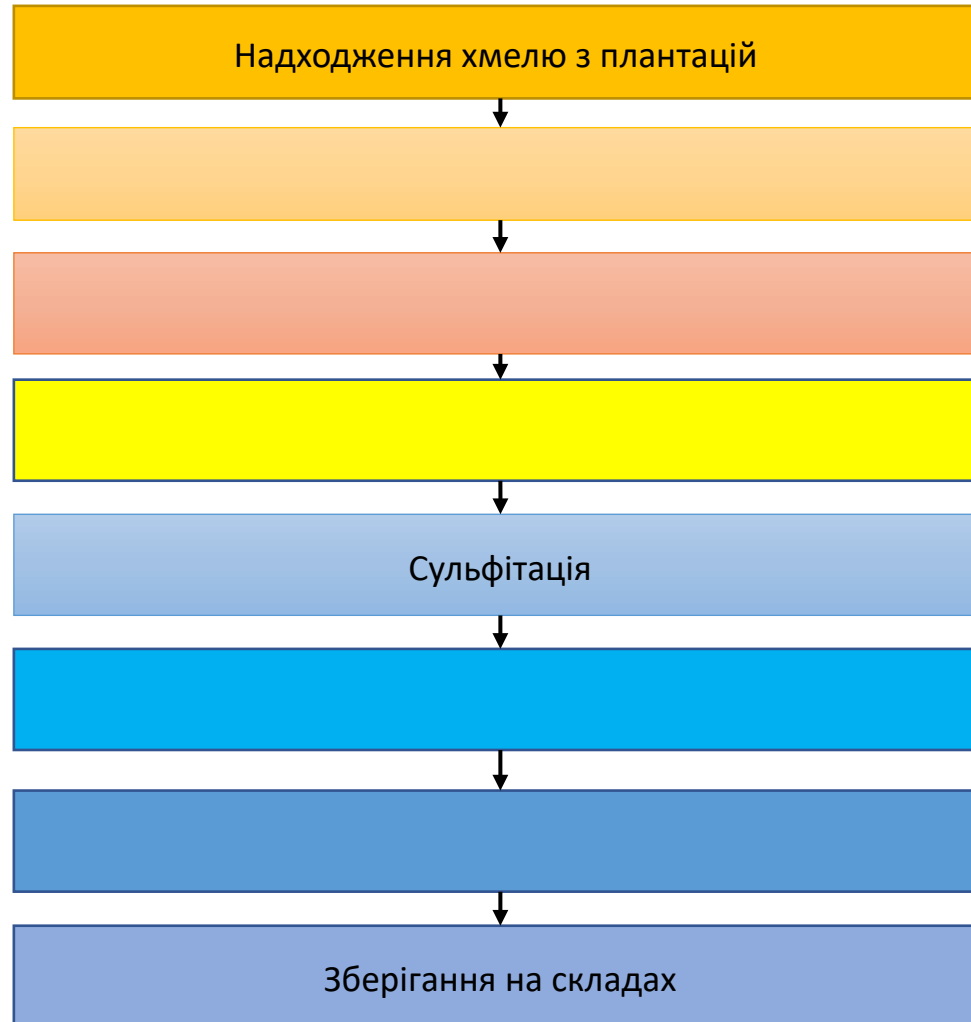 Надходження хмелю з плантацій
Сульфітація
Зберігання на складах